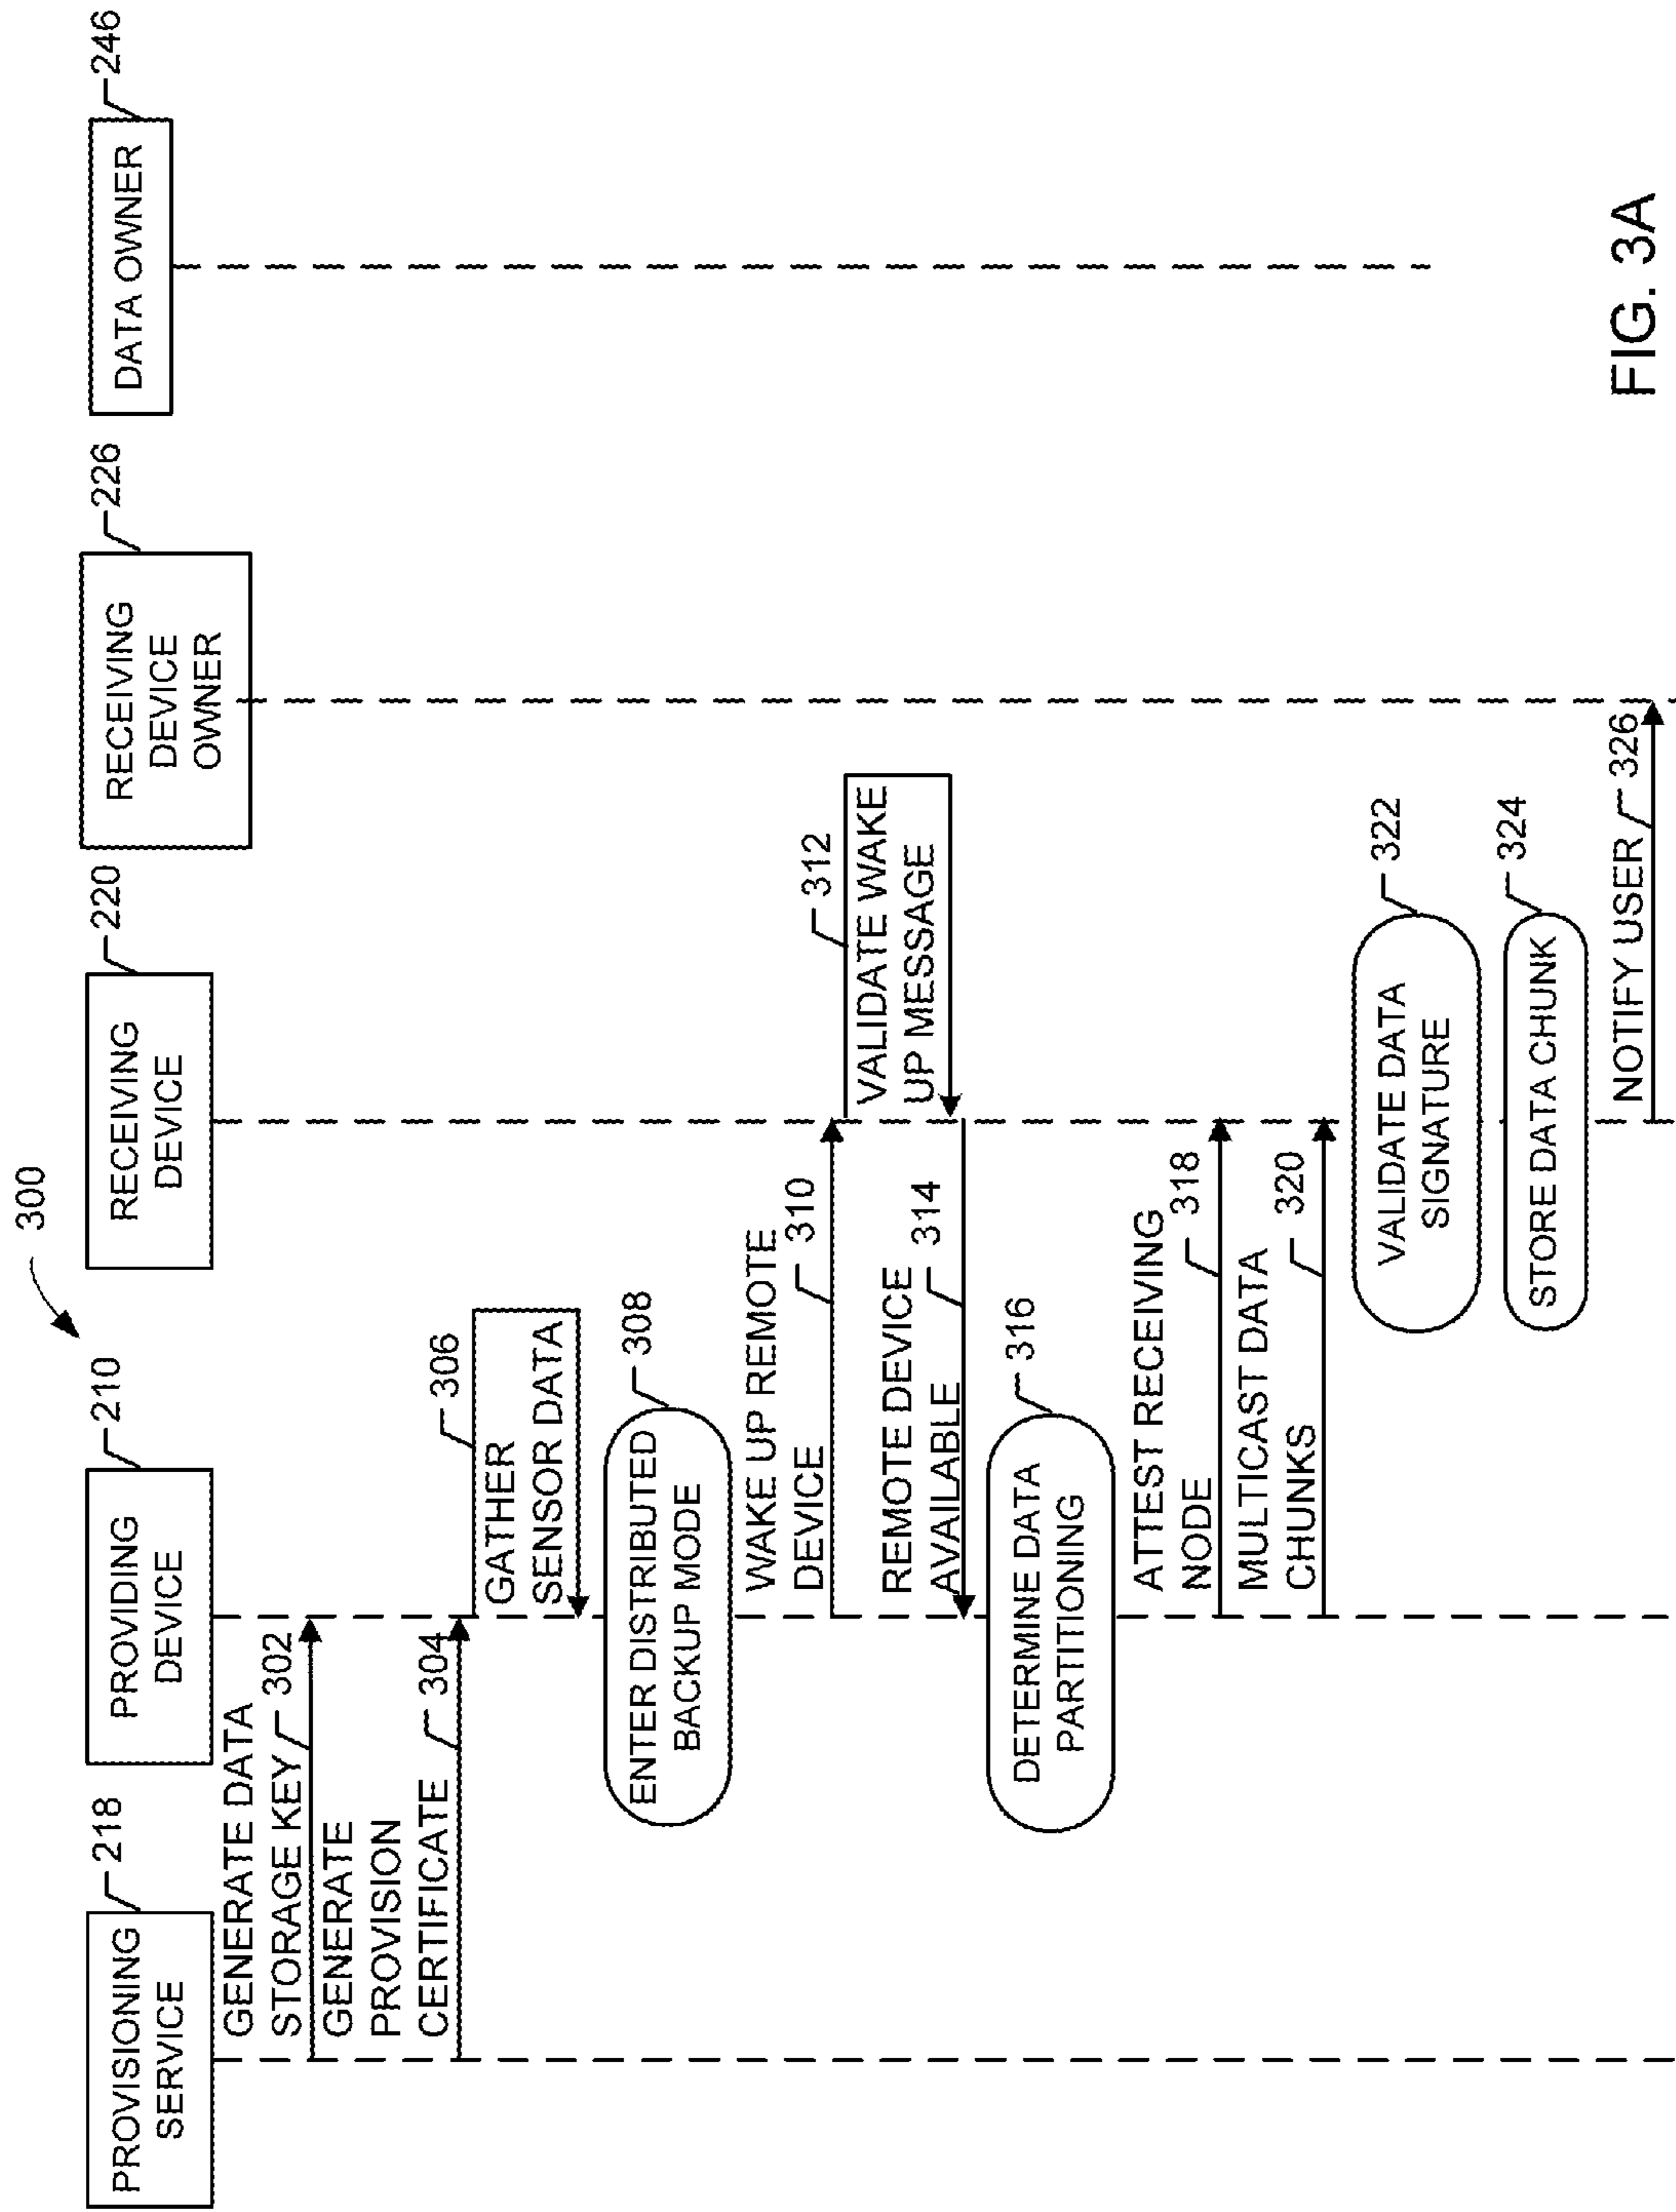 300
PROVISIONING
SERVICE
218
PROVIDING
DEVICE
210
RECEIVING
DEVICE
220
RECEIVING
DEVICE
OWNER
226
DATA OWNER
246
GENERATE DATA
STORAGE KEY 302
GENERATE
PROVISION
CERTIFICATE 304
306
GATHER
SENSOR DATA
ENTER DISTRIBUTED
BACKUP MODE
308
WAKE UP REMOTE
DEVICE 310
312
VALIDATE WAKE
UP MESSAGE
REMOTE DEVICE
AVAILABLE 314
DETERMINE DATA
PARTITIONING
316
ATTEST RECEIVING
NODE 318
MULTICAST DATA
CHUNKS 320
VALIDATE DATA
SIGNATURE
322
STORE DATA CHUNK
324
NOTIFY USER 326
FIG. 3A